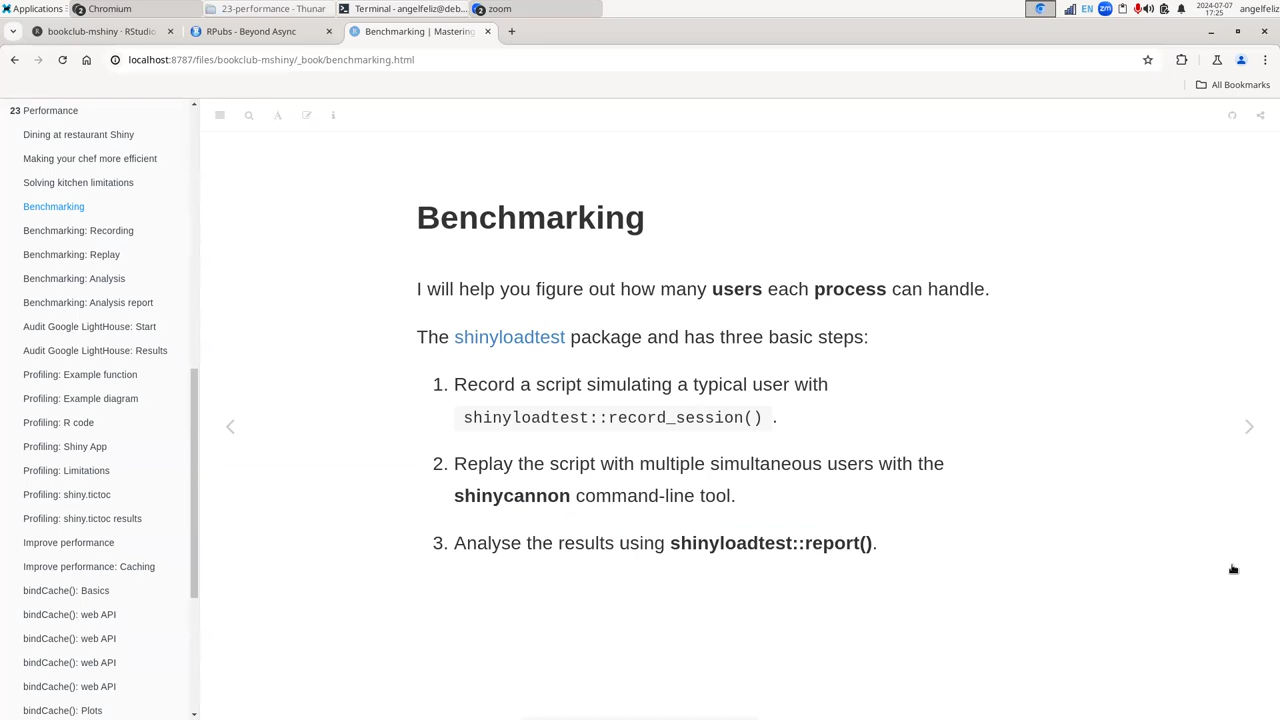 Applications
Chromium
23-performance - Thunar
Terminal - angelfeliz@deb...
zoom
EN
zm
2024-07-07
17:25
angelfeliz
bookclub-mshiny · RStudio
RPubs - Beyond Async
Benchmarking | Mastering
localhost:8787/files/bookclub-mshiny/_book/benchmarking.html
All Bookmarks
23 Performance
Dining at restaurant Shiny
Making your chef more efficient
Solving kitchen limitations
Benchmarking
Benchmarking: Recording
Benchmarking: Replay
Benchmarking: Analysis
Benchmarking: Analysis report
Audit Google LightHouse: Start
Audit Google LightHouse: Results
Profiling: Example function
Profiling: Example diagram
Profiling: R code
Profiling: Shiny App
Profiling: Limitations
Profiling: shiny.tictoc
Profiling: shiny.tictoc results
Improve performance
Improve performance: Caching
bindCache(): Basics
bindCache(): web API
bindCache(): web API
bindCache(): web API
bindCache(): web API
bindCache(): Plots
Benchmarking
I will help you figure out how many users each process can handle.
The shinyloadtest package and has three basic steps:
1. Record a script simulating a typical user with
shinyloadtest::record_session() .
2. Replay the script with multiple simultaneous users with the
shinycannon command-line tool.
3. Analyse the results using shinyloadtest::report().